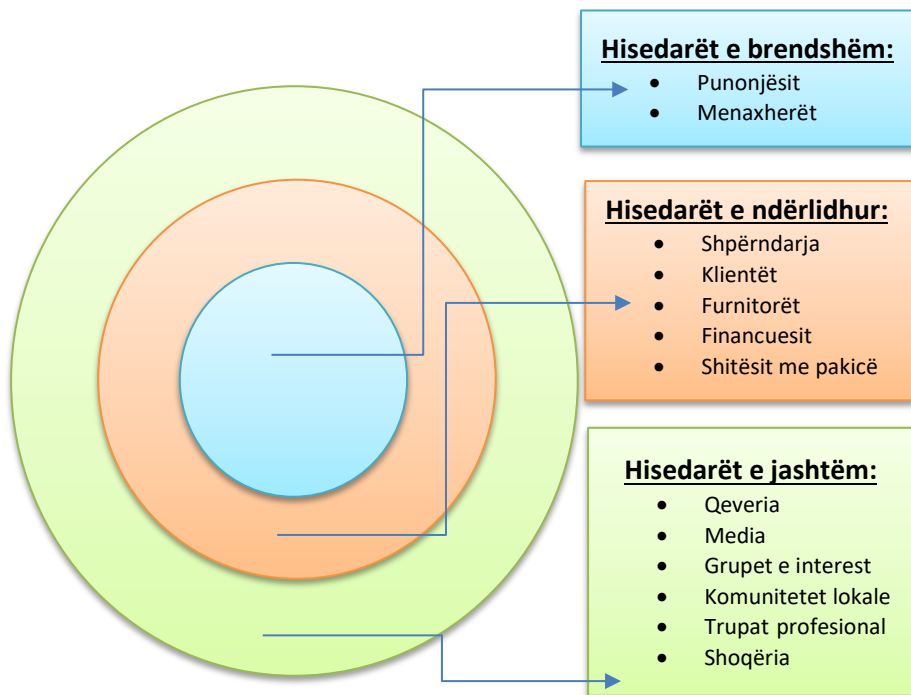 Hisedarët e brendshëm:
• Punonjësit
• Menaxherët
Hisedarët e ndërlidhur:
• Shpërndarja
• Klientët
• Furnitorët
• Financuesit
• Shitësit me pakicë
Hisedarët e jashtëm:
• Qeveria
• Media
• Grupet e interest
• Komunitetet lokale
• Trupat profesional
• Shoqëria